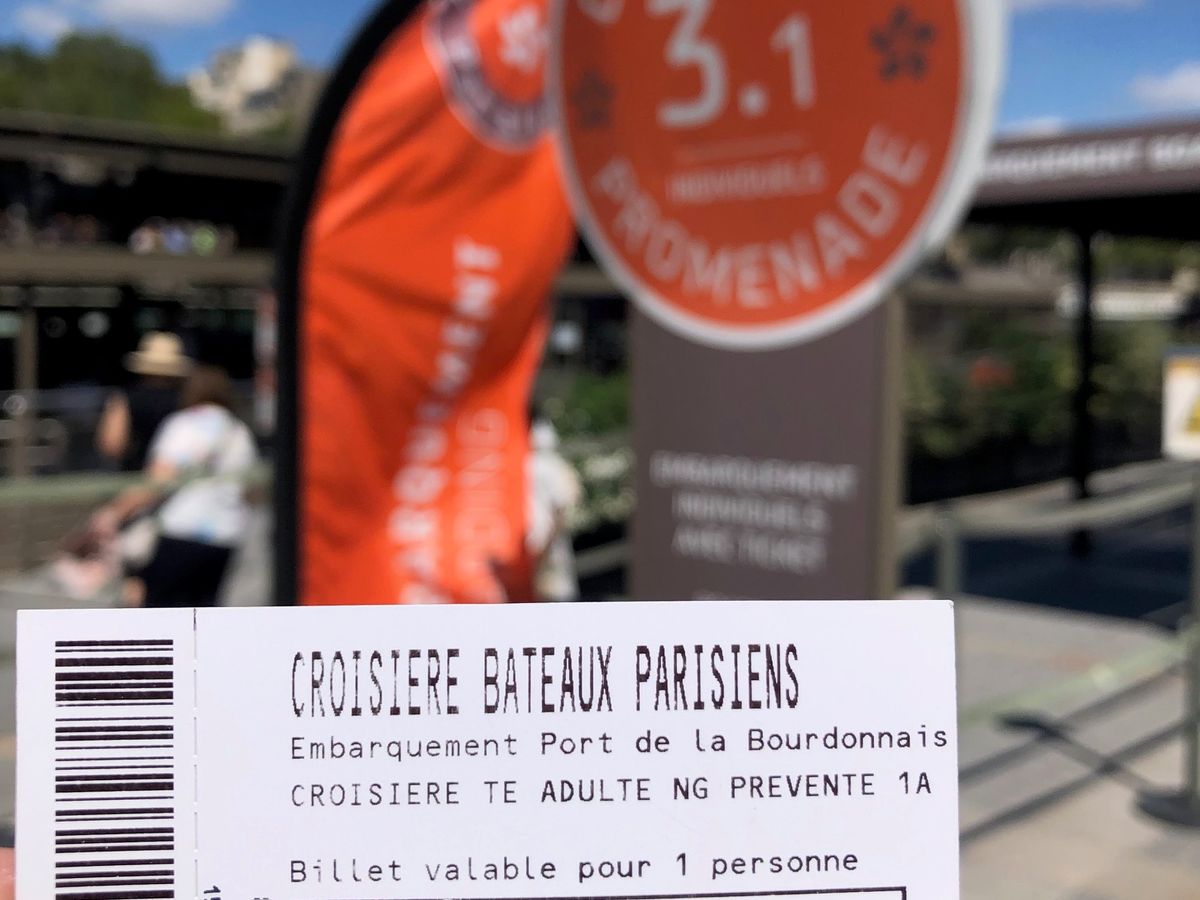 3.1
INDIVIDUELS
PROMENADE
EMBARQUEMENT
EMBARQUEMENT
INDIVIDUELS
AVEC TICKET
CROISIERE BATEAUX PARISIENS
Embarquement Port de la Bourdonnais
CROISIERE TE ADULTE NG PREVENTE 1A
Billet valable pour 1 personne